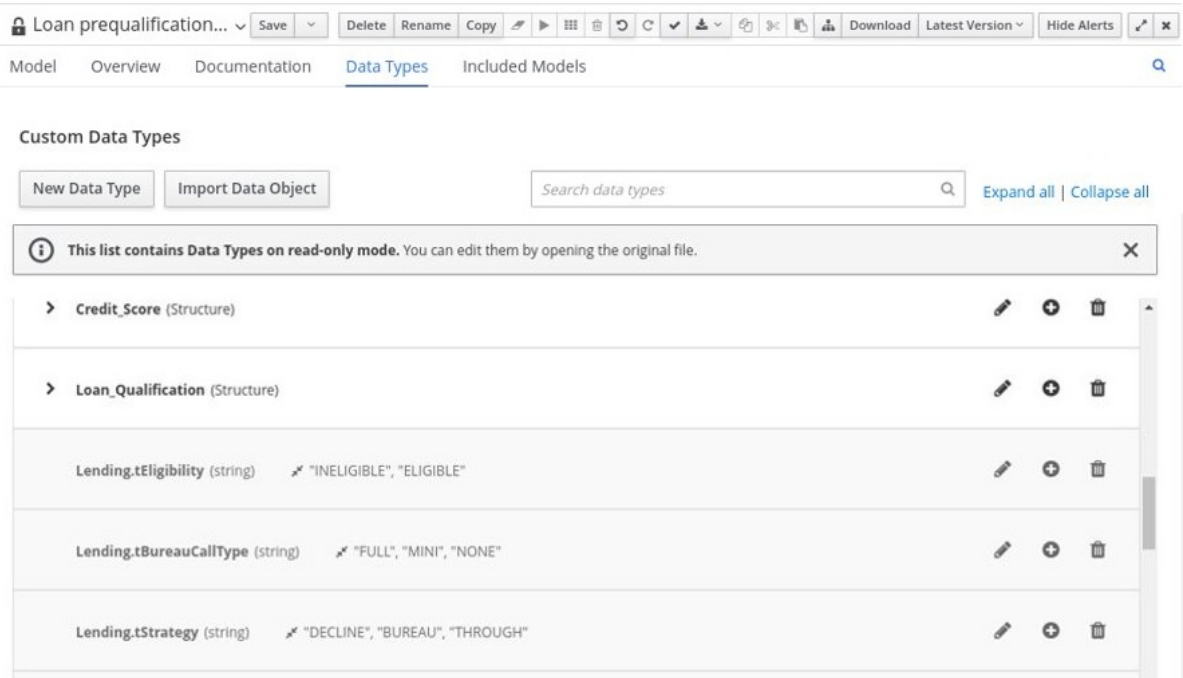 Loan prequalification... Save Delete Rename Copy Download Latest Version Hide Alerts
Model Overview Documentation Data Types Included Models
Custom Data Types
New Data Type Import Data Object Search data types Expand all | Collapse all
This list contains Data Types on read-only mode. You can edit them by opening the original file.
Credit_Score (Structure)
Loan_Qualification (Structure)
Lending.tEligibility (string) "INELIGIBLE", "ELIGIBLE"
Lending.tBureauCallType (string) "FULL", "MINI", "NONE"
Lending.tStrategy (string) "DECLINE", "BUREAU", "THROUGH"